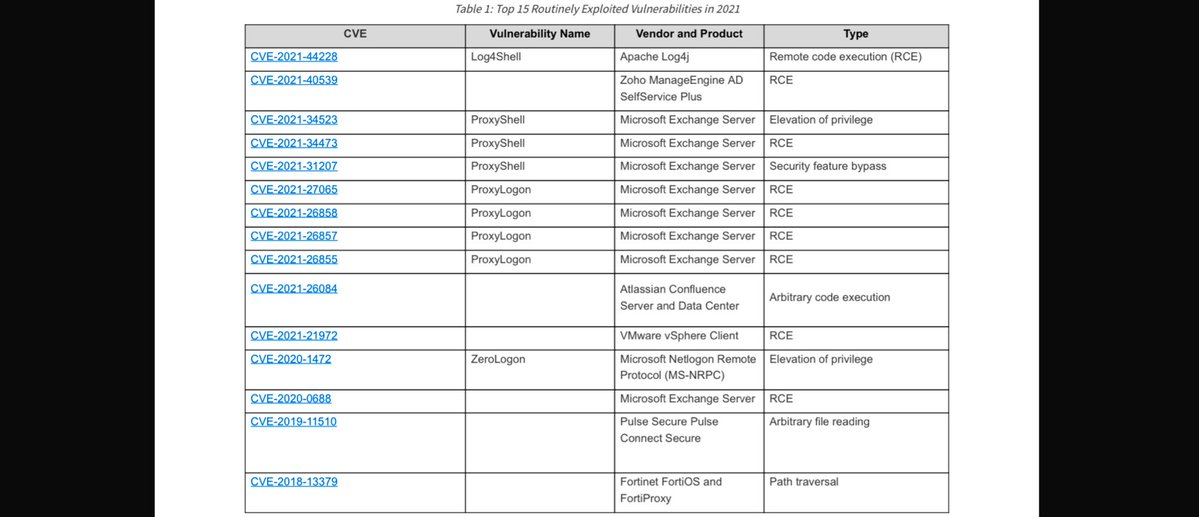 Table 1: Top 15 Routinely Exploited Vulnerabilities in 2021
CVE Vulnerability Name Vendor and Product Type
CVE-2021-44228 Log4Shell Apache Log4j Remote code execution (RCE)
CVE-2021-40539 Zoho ManageEngine AD RCE
SelfService Plus
CVE-2021-34523 ProxyShell Microsoft Exchange Server Elevation of privilege
CVE-2021-34473 ProxyShell Microsoft Exchange Server RCE
CVE-2021-31207 ProxyShell Microsoft Exchange Server Security feature bypass
CVE-2021-27065 ProxyLogon Microsoft Exchange Server RCE
CVE-2021-26858 ProxyLogon Microsoft Exchange Server RCE
CVE-2021-26857 ProxyLogon Microsoft Exchange Server RCE
CVE-2021-26855 ProxyLogon Microsoft Exchange Server RCE
CVE-2021-26084 Atlassian Confluence Arbitrary code execution
Server and Data Center
CVE-2021-21972 VMware vSphere Client RCE
CVE-2020-1472 ZeroLogon Microsoft Netlogon Remote Elevation of privilege
Protocol (MS-NRPC)
CVE-2020-0688 Microsoft Exchange Server RCE
CVE-2019-11510 Pulse Secure Pulse Arbitrary file reading
Connect Secure
CVE-2018-13379 Fortinet FortiOS and Path traversal
FortiProxy